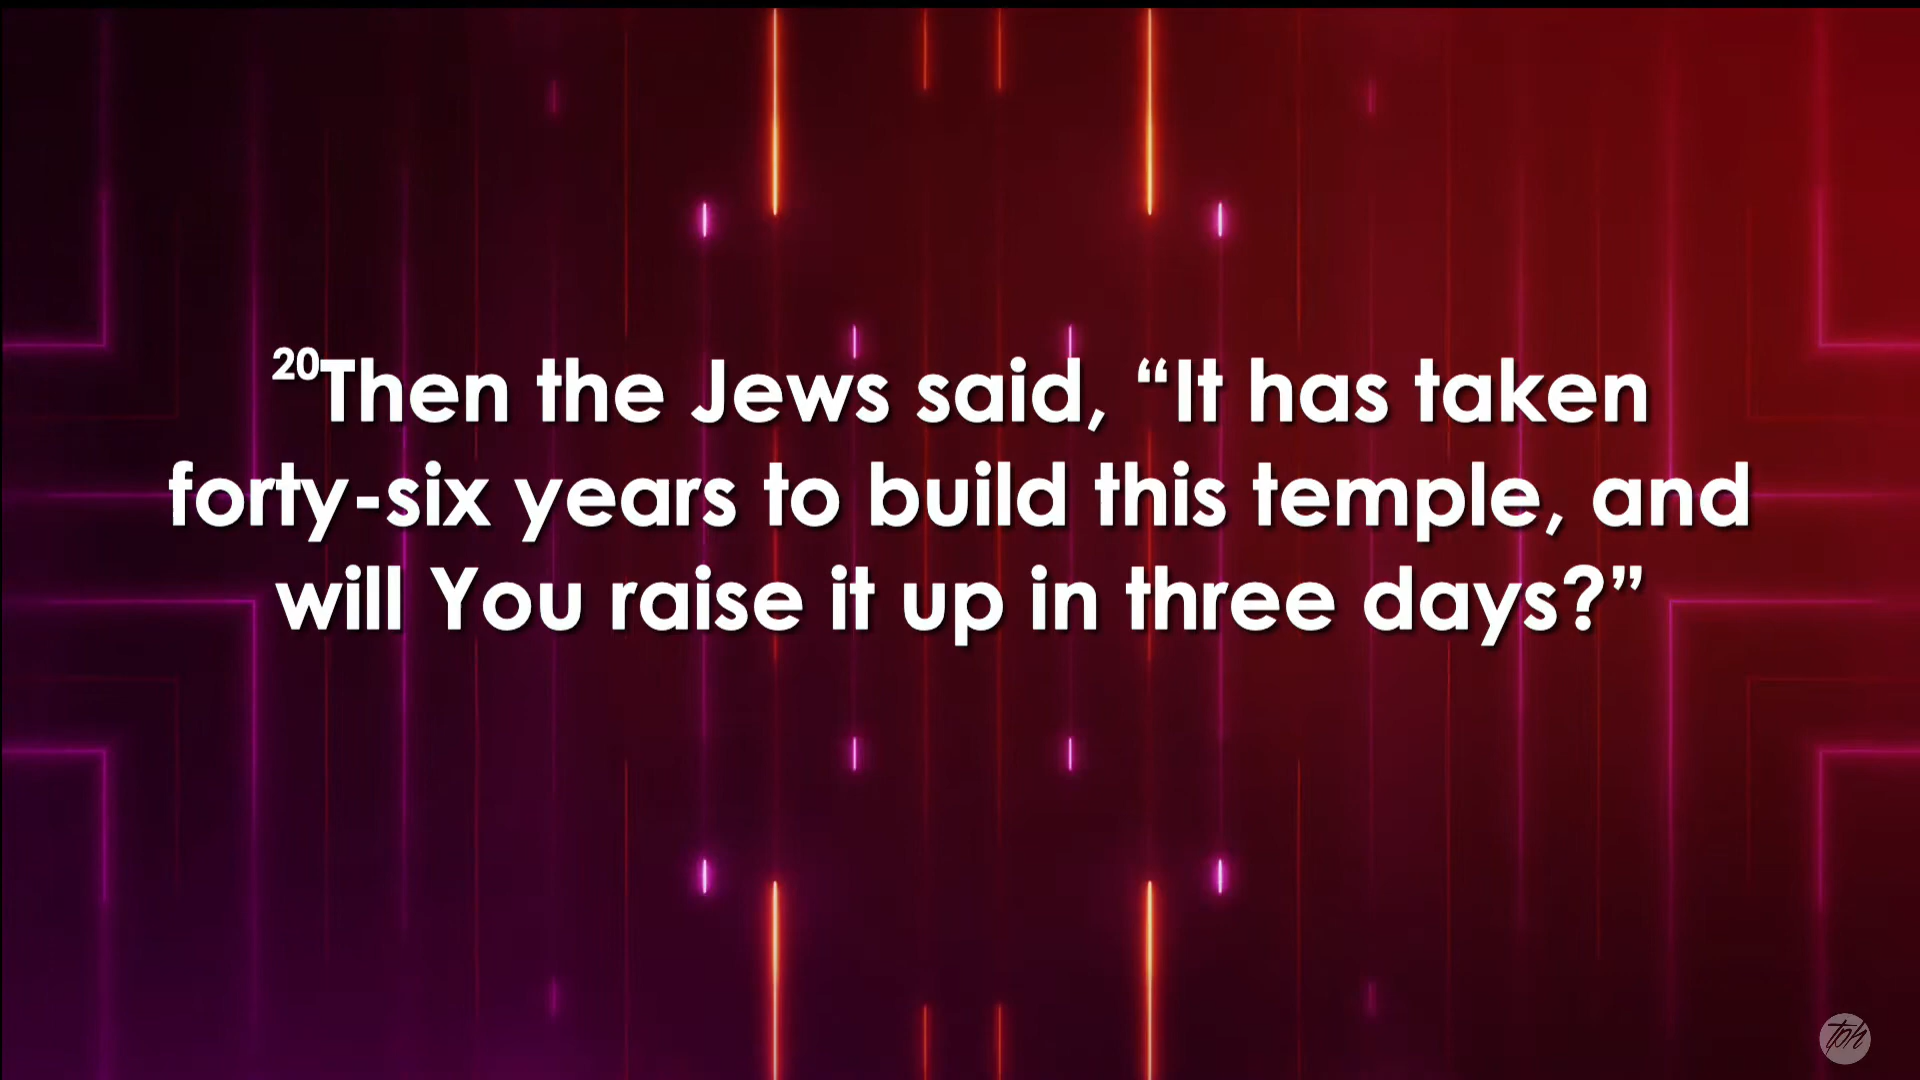 20Then the Jews said, “It has taken
forty-six years to build this temple, and
will You raise it up in three days?”
tph